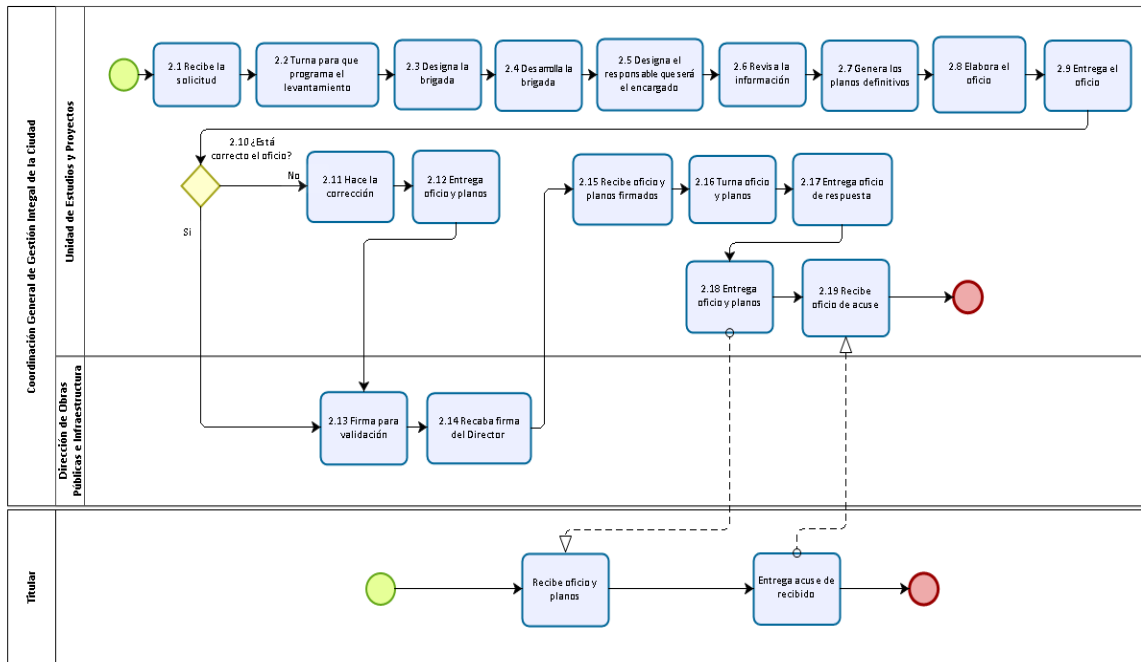 Coordinación General de Gestión Integral de la Ciudad
Unidad de Estudios y Proyectos
2.1 Recibe la
solicitud
2.2 Turna para que
programa el
levantamiento
2.3 Designa la
brigada
2.4 Desarrolla la
brigada
2.5 Designa el
responsable que será
el encargado
2.6 Revisa la
información
2.7 Genera los
planos definitivos
2.8 Elabora el
oficio
2.9 Entrega el
oficio
2.10 ¿Está
correcto el oficio?
No
Si
2.11 Hace la
corrección
2.12 Entrega
oficio y planos
2.15 Recibe oficio y
planos firmados
2.16 Turna oficio
y planos
2.17 Entrega oficio
de respuesta
2.18 Entrega
oficio y planos
2.19 Recibe
oficio de acuse
Dirección de Obras
Públicas e Infraestructura
2.13 Firma para
validación
2.14 Recaba firma
del Director
Titular
Recibe oficio y
planos
Entrega acuse de
recibido